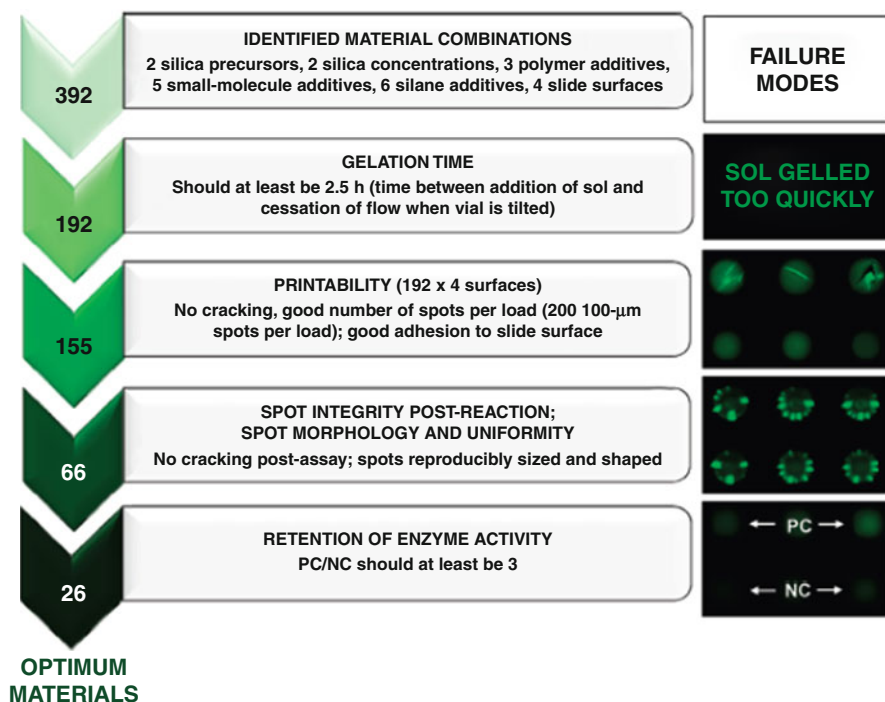 IDENTIFIED MATERIAL COMBINATIONS
2 silica precursors, 2 silica concentrations, 3 polymer additives,
5 small-molecule additives, 6 silane additives, 4 slide surfaces
392
FAILURE
MODES
GELATION TIME
Should at least be 2.5 h (time between addition of sol and
cessation of flow when vial is tilted)
192
SOL GELLED
TOO QUICKLY
PRINTABILITY (192 x 4 surfaces)
No cracking, good number of spots per load (200 100-μm
spots per load); good adhesion to slide surface
155
SPOT INTEGRITY POST-REACTION;
SPOT MORPHOLOGY AND UNIFORMITY
No cracking post-assay; spots reproducibly sized and shaped
66
RETENTION OF ENZYME ACTIVITY
PC/NC should at least be 3
26
PC
NC
OPTIMUM
MATERIALS